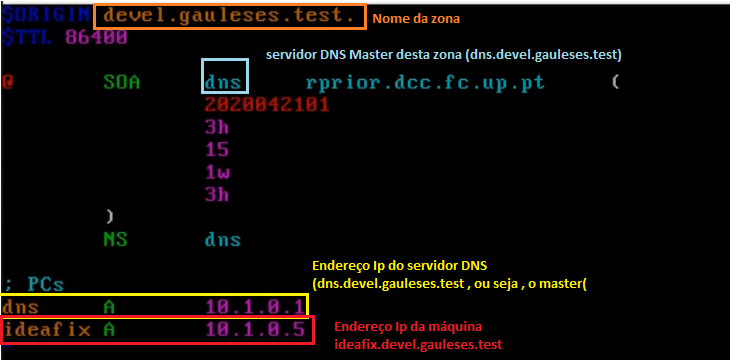 $ORIGIN devel.gauleses.test. Nome da zona
$TTL 86400
servidor DNS Master desta zona (dns.devel.gauleses.test)
@ SOA dns rprior.dcc.fc.up.pt (
2020042101
3h
15
1w
3h
)
NS dns
Endereço Ip do servidor DNS
(dns.devel.gauleses.test , ou seja , o master(
; PCs
dns A 10.1.0.1
ideafix A 10.1.0.5
Endereço Ip da máquina
ideafix.devel.gauleses.test